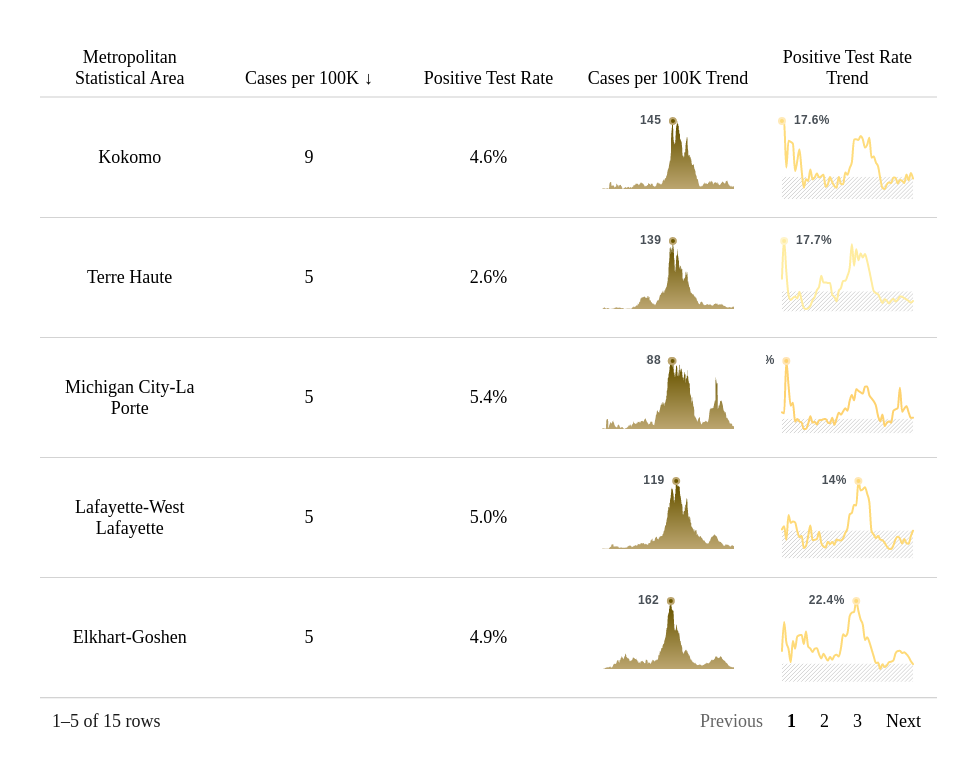 Metropolitan
Statistical Area
Cases per 100K ↓
Positive Test Rate
Cases per 100K Trend
Positive Test Rate
Trend
Kokomo
9
4.6%
145
17.6%
Terre Haute
5
2.6%
139
17.7%
Michigan City-La
Porte
5
5.4%
88
%
Lafayette-West
Lafayette
5
5.0%
119
14%
Elkhart-Goshen
5
4.9%
162
22.4%
1–5 of 15 rows
Previous 1 2 3 Next